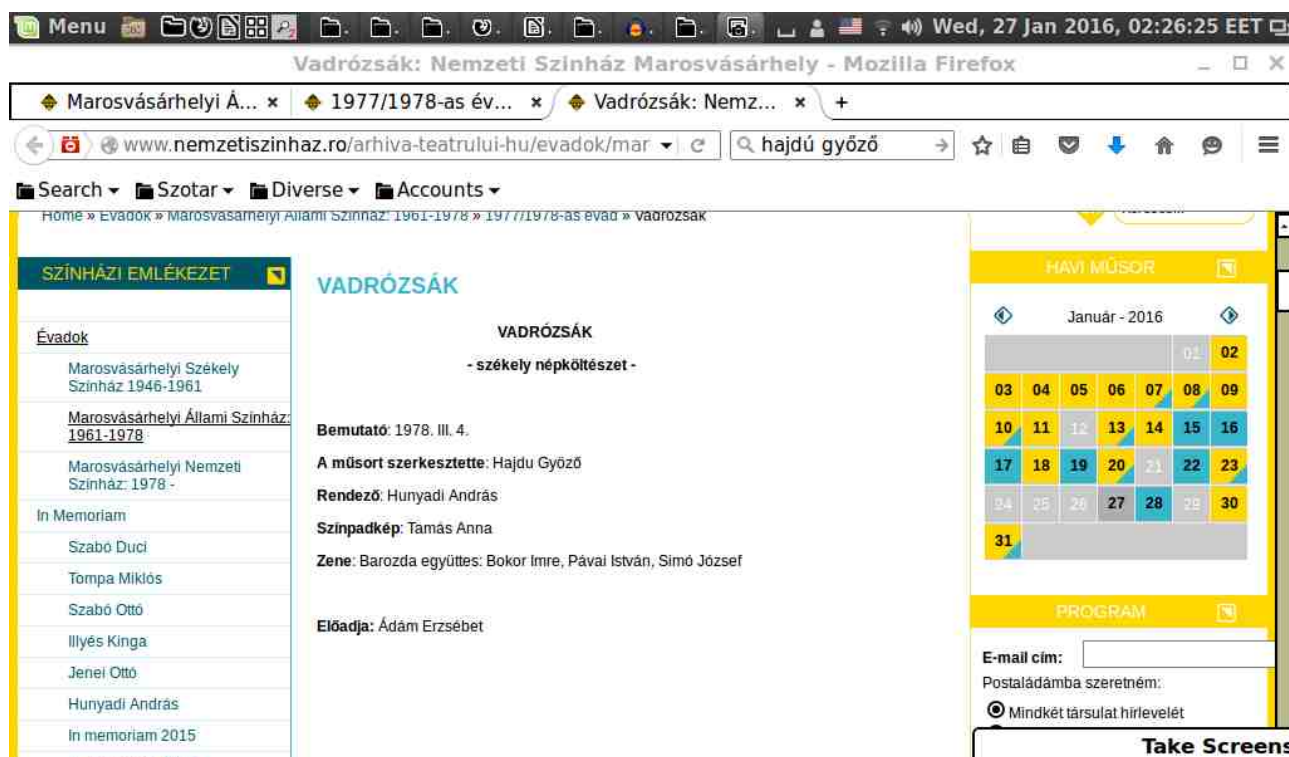 Menu Wed, 27 Jan 2016, 02:26:25 EET
Vadrózsák: Nemzeti Szinház Marosvásárhely - Mozilla Firefox
Marosvásárhelyi Á... × 1977/1978-as év... × Vadrózsák: Nemz... × +
www.nemzetiszinhaz.ro/arhiva-teatrului-hu/evadok/mar hajdú győző
Search Szotar Diverse Accounts
Home » Évadok » Marosvásárhelyi Állami Színház: 1961-1978 » 1977/1978-as évad » Vadrózsák
SZÍNHÁZI EMLÉKEZET
Évadok
Marosvásárhelyi Székely
Színház 1946-1961
Marosvásárhelyi Állami Színház:
1961-1978
Marosvásárhelyi Nemzeti
Színház: 1978 -
In Memoriam
Szabó Duci
Tompa Miklós
Szabó Ottó
Illyés Kinga
Jenei Ottó
Hunyadi András
In memoriam 2015
VADRÓZSÁK
VADRÓZSÁK
- székely népköltészet -
Bemutató: 1978. III. 4.
A műsort szerkesztette: Hajdu Gyözö
Rendező: Hunyadi András
Színpadkép: Tamás Anna
Zene: Barozda együttes: Bokor Imre, Pávai István, Simó József
Előadja: Ádám Erzsébet
HAVI MŰSOR
Január - 2016
01 02
03 04 05 06 07 08 09
10 11 12 13 14 15 16
17 18 19 20 21 22 23
24 25 26 27 28 29 30
31
PROGRAM
E-mail cím:
Postaládámba szeretném:
Mindkét társulat hírlevelét
Take Screens